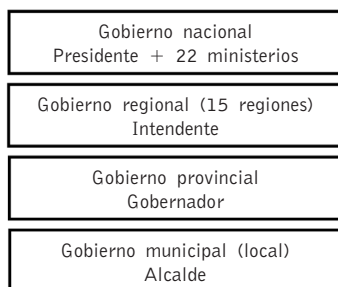 Gobierno nacional
Presidente + 22 ministerios
Gobierno regional (15 regiones)
Intendente
Gobierno provincial
Gobernador
Gobierno municipal (local)
Alcalde